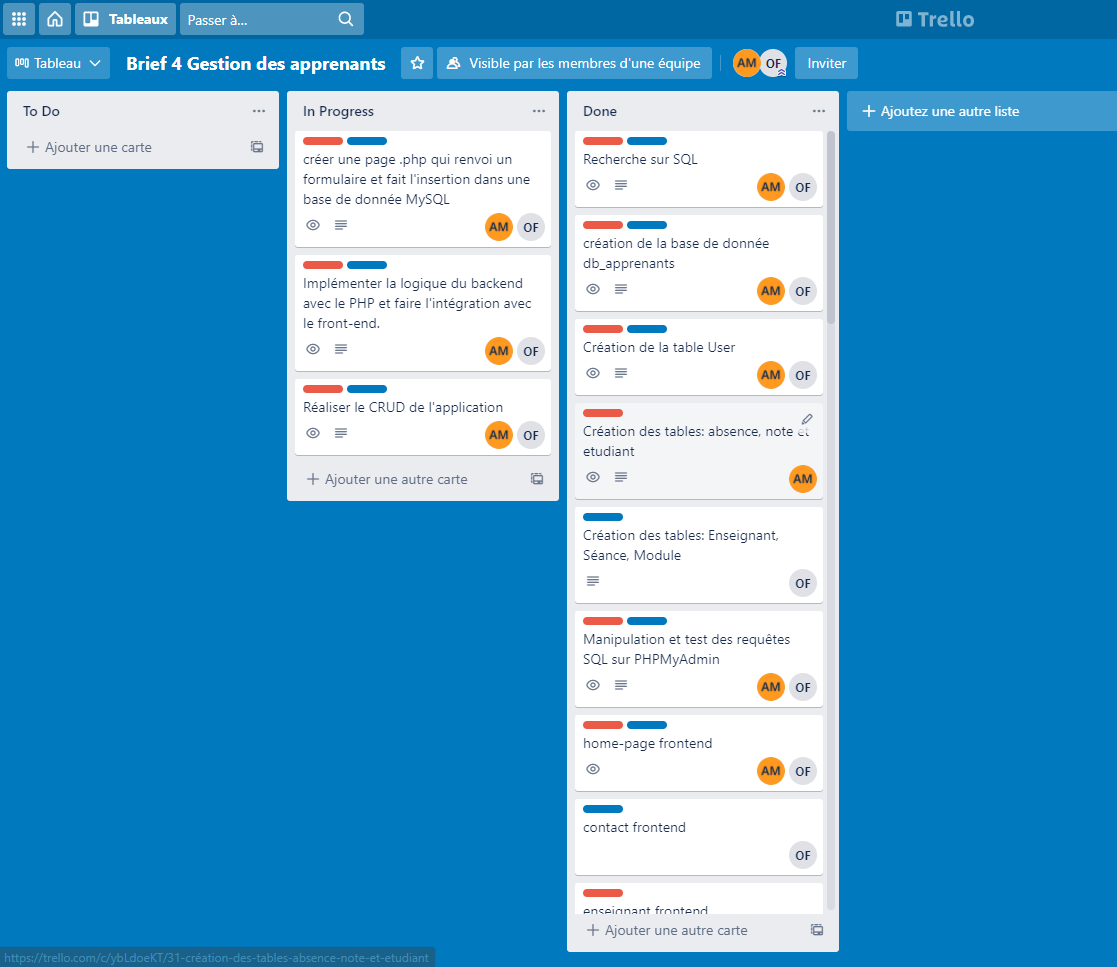 Tableaux
Passer à...
Trello
Tableau
Brief 4 Gestion des apprenants
Visible par les membres d'une équipe
AM
OF
Inviter
To Do
Ajouter une carte
In Progress
créer une page .php qui renvoi un
formulaire et fait l'insertion dans une
base de donnée MySQL
AM
OF
Implémenter la logique du backend
avec le PHP et faire l'intégration avec
le front-end.
AM
OF
Réaliser le CRUD de l'application
AM
OF
Ajouter une autre carte
Done
Recherche sur SQL
AM
OF
création de la base de donnée
db_apprenants
AM
OF
Création de la table User
AM
OF
Création des tables: absence, note et
etudiant
AM
Création des tables: Enseignant,
Séance, Module
OF
Manipulation et test des requêtes
SQL sur PHPMyAdmin
AM
OF
home-page frontend
AM
OF
contact frontend
OF
enseignant frontend
Ajouter une autre carte
Ajoutez une autre liste
https://trello.com/c/ybLdoeKT/31-création-des-tables-absence-note-et-etudiant